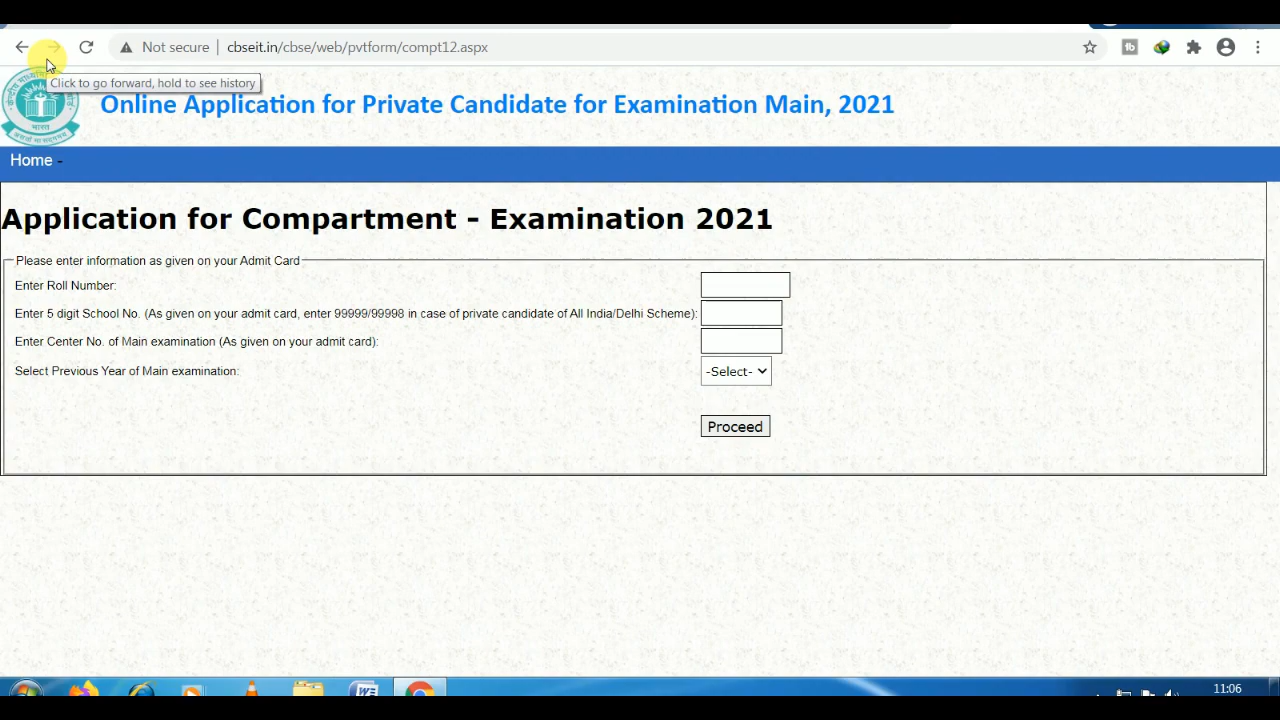 Not secure | cbseit.in/cbse/web/pvtform/compt12.aspx
Click to go forward, hold to see history
Online Application for Private Candidate for Examination Main, 2021
भारत
Home -
Application for Compartment - Examination 2021
Please enter information as given on your Admit Card
Enter Roll Number:
Enter 5 digit School No. (As given on your admit card, enter 99999/99998 in case of private candidate of All India/Delhi Scheme):
Enter Center No. of Main examination (As given on your admit card):
Select Previous Year of Main examination:
-Select-
Proceed
11:06